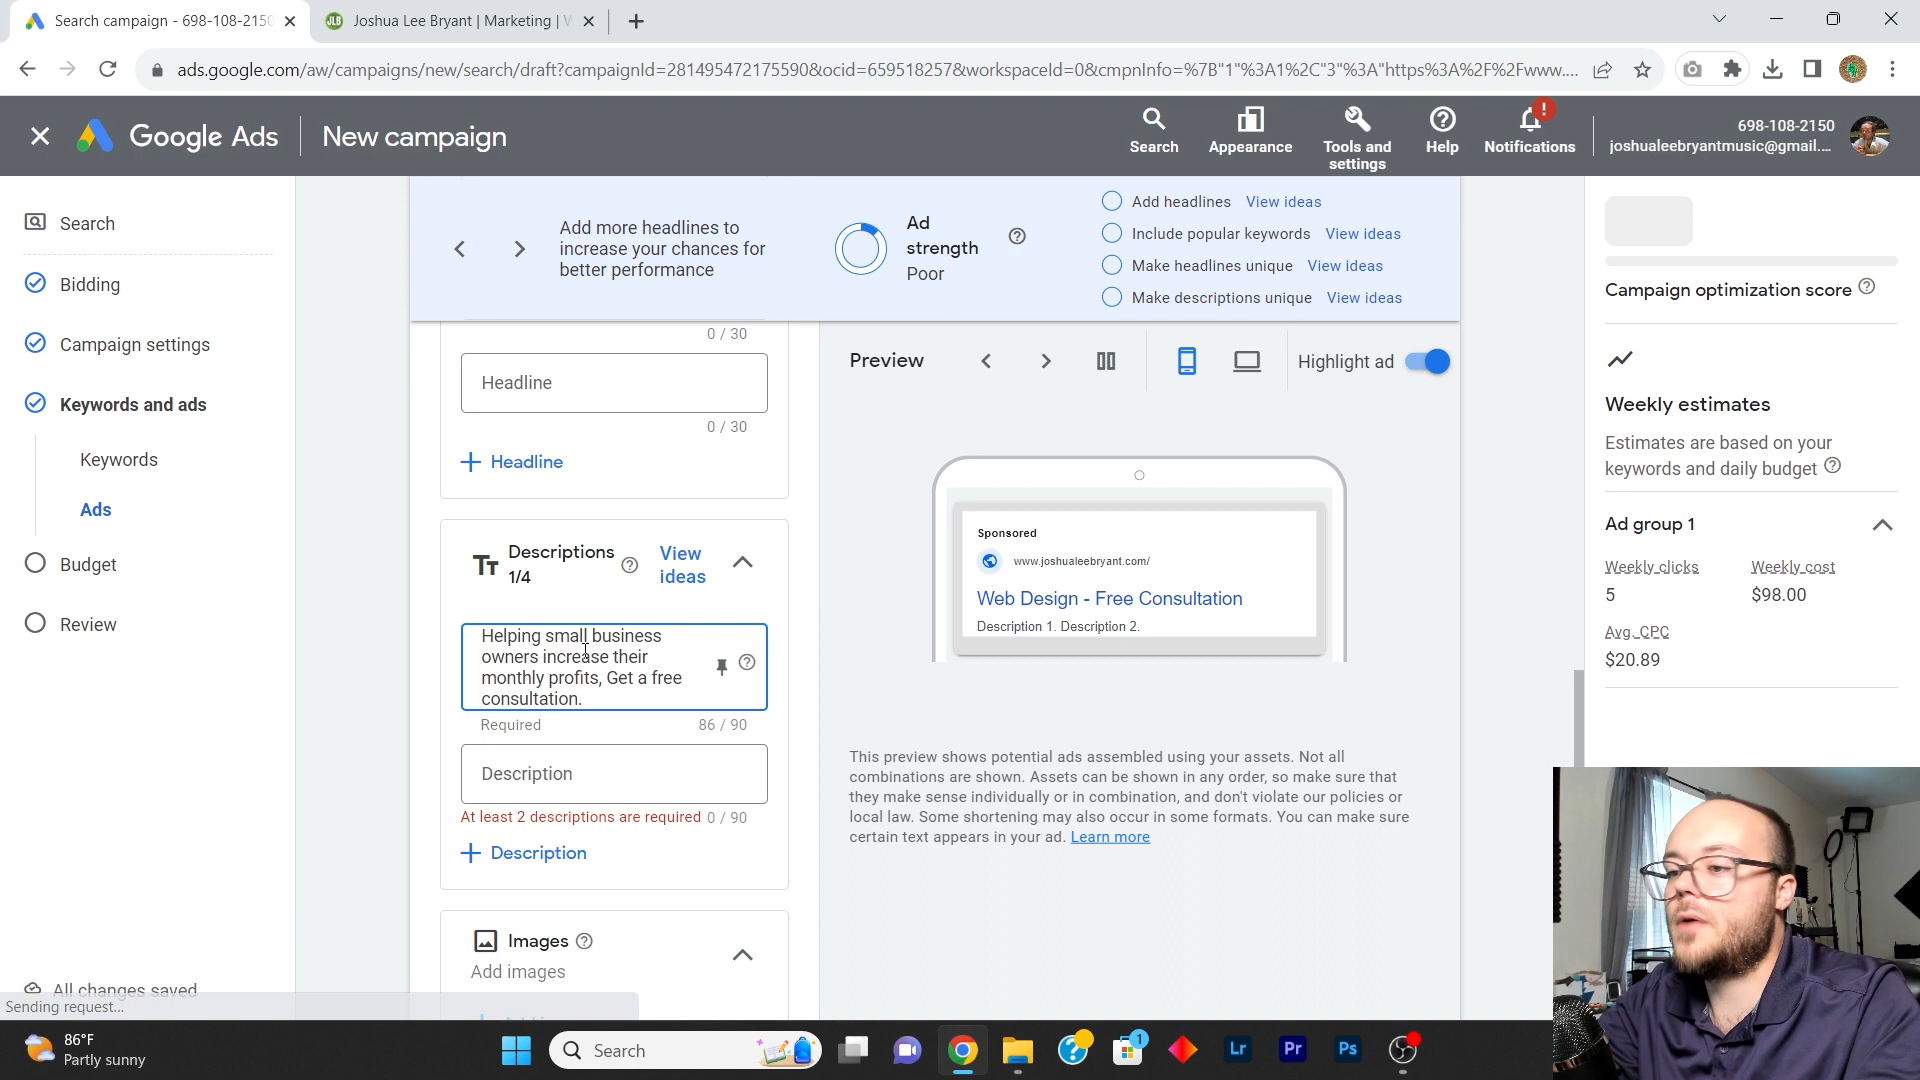 Search campaign - 698-108-2150
Joshua Lee Bryant | Marketing |
ads.google.com/aw/campaigns/new/search/draft?campaignId=281495472175590&ocid=659518257&workspaceId=0&cmpnInfo=%7B"1"%3A1%2C"3"%3A"https%3A%2F%2Fwww....
Google Ads
New campaign
Search
Appearance
Tools and
settings
Help
!
Notifications
698-108-2150
joshualeebryantmusic@gmail....
Search
Bidding
Campaign settings
Keywords and ads
Keywords
Ads
Budget
Review
All changes saved
Sending request...
Add more headlines to
increase your chances for
better performance
Ad
strength
Poor
Add headlines View ideas
Include popular keywords View ideas
Make headlines unique View ideas
Make descriptions unique View ideas
0 / 30
Headline
0 / 30
+ Headline
Tт
Descriptions
1/4
View
ideas
Helping small business
owners increase their
monthly profits, Get a free
consultation.
Required 86 / 90
Description
At least 2 descriptions are required 0 / 90
+ Description
Images
Add images
Preview
Highlight ad
Sponsored
www.joshualeebryant.com/
Web Design - Free Consultation
Description 1. Description 2.
This preview shows potential ads assembled using your assets. Not all
combinations are shown. Assets can be shown in any order, so make sure that
they make sense individually or in combination, and don't violate our policies or
local law. Some shortening may also occur in some formats. You can make sure
certain text appears in your ad. Learn more
Campaign optimization score
Weekly estimates
Estimates are based on your
keywords and daily budget
Ad group 1
Weekly clicks Weekly cost
5 $98.00
Avg. CPC
$20.89
86°F
Partly sunny
Search
1
Lr
Pr
Ps